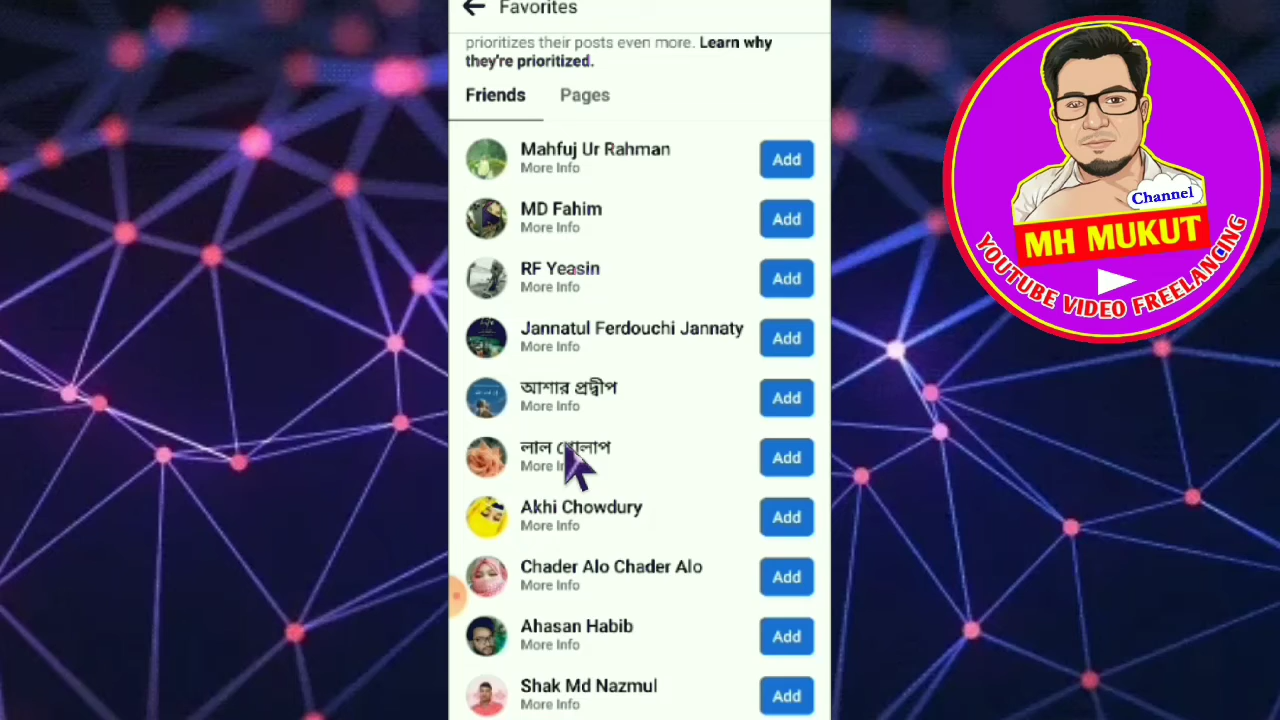 Favorites
prioritizes their posts even more. Learn why
they're prioritized.
Friends
Pages
Mahfuj Ur Rahman
More Info
Add
MD Fahim
More Info
Add
RF Yeasin
More Info
Add
Jannatul Ferdouchi Jannaty
More Info
Add
আশার প্রদ্বীপ
More Info
Add
লাল গোলাপ
More Info
Add
Akhi Chowdury
More Info
Add
Chader Alo Chader Alo
More Info
Add
Ahasan Habib
More Info
Add
Shak Md Nazmul
More Info
Add
Channel
MH MUKUT
YOUTUBE VIDEO FREELANCING